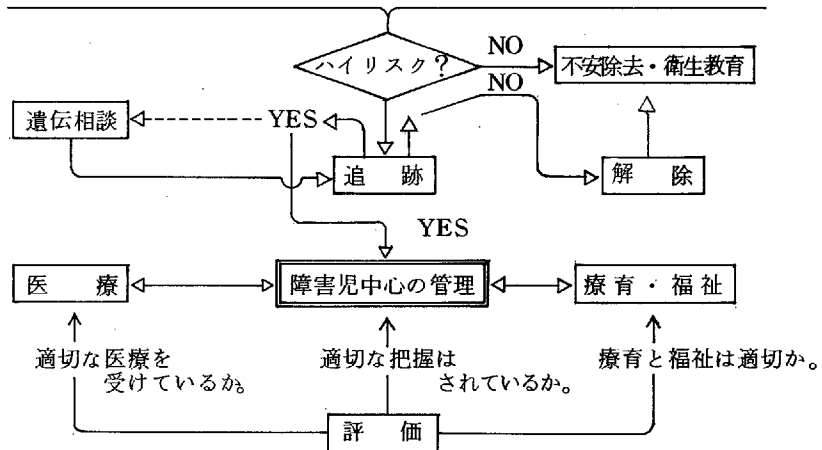 ハイリスク?
NO
不安除去・衛生教育
NO
遺伝相談
YES
追跡
解除
YES
医療
障害児中心の管理
療育・福祉
適切な医療を
受けているか。
適切な把握は
されているか。
療育と福祉は適切か。
評価